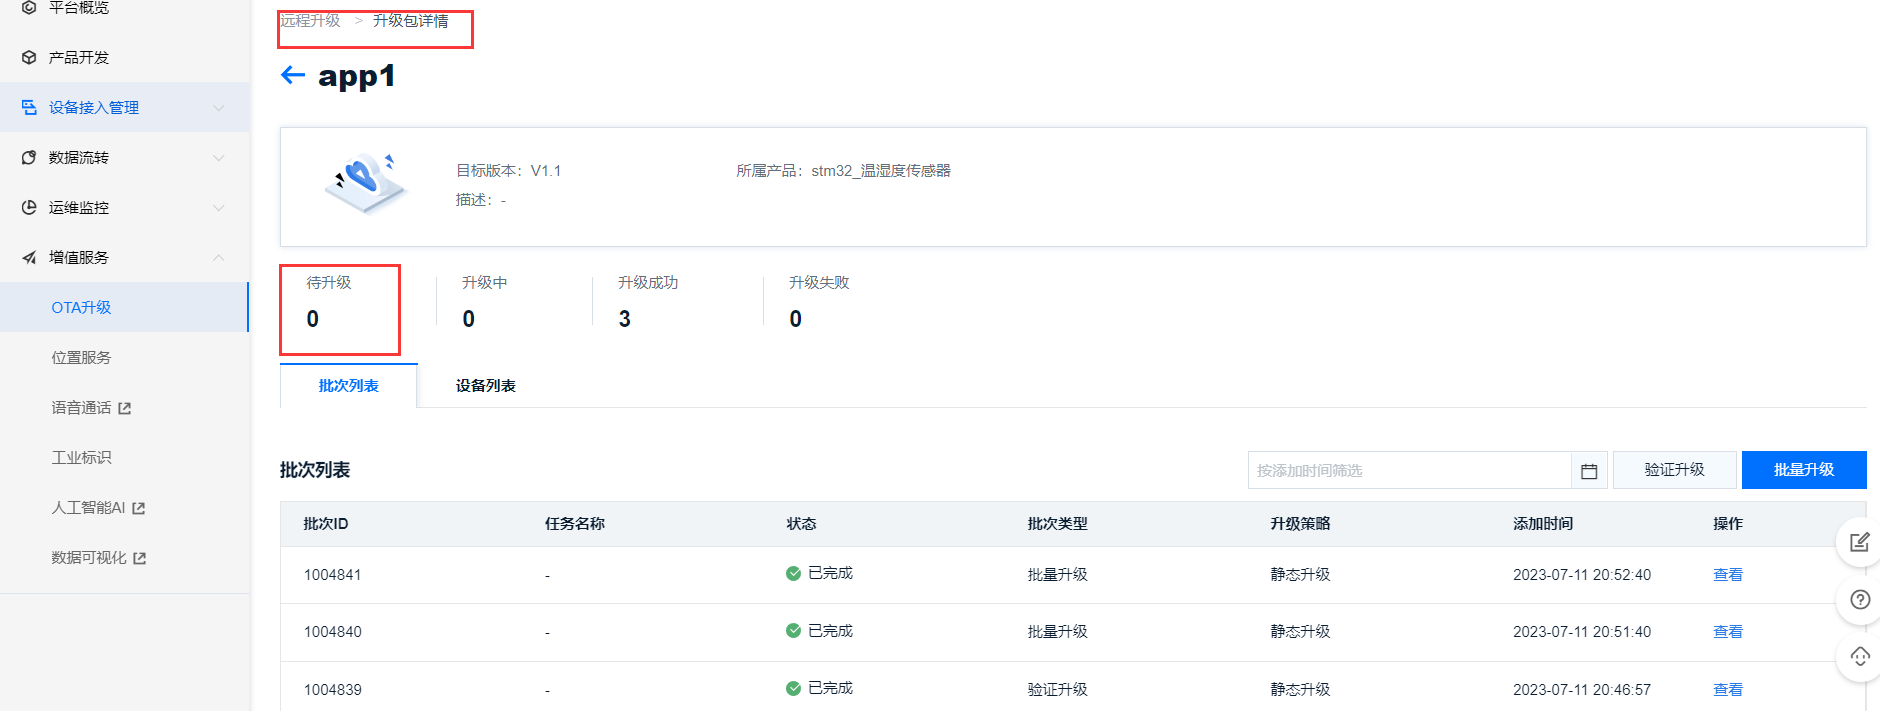 平台概览
产品开发
设备接入管理
数据流转
运维监控
增值服务
OTA升级
位置服务
语音通话
工业标识
人工智能AI
数据可视化
远程升级 > 升级包详情
app1
目标版本：V1.1 所属产品：stm32_温湿度传感器
描述：-
待升级 升级中 升级成功 升级失败
0 0 3 0
批次列表 设备列表
批次列表 按添加时间筛选 验证升级 批量升级
批次ID 任务名称 状态 批次类型 升级策略 添加时间 操作
1004841 - 已完成 批量升级 静态升级 2023-07-11 20:52:40 查看
1004840 - 已完成 批量升级 静态升级 2023-07-11 20:51:40 查看
1004839 - 已完成 验证升级 静态升级 2023-07-11 20:46:57 查看